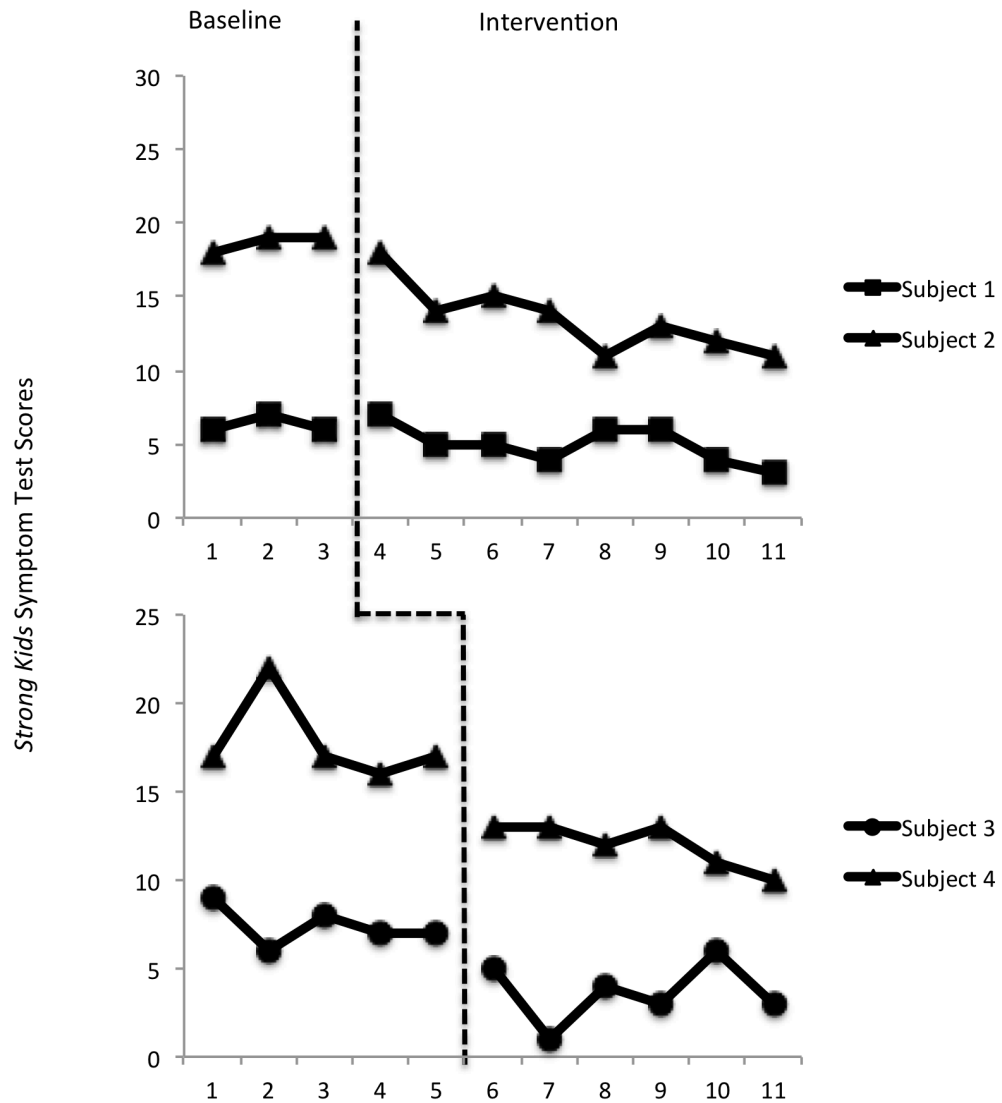 Baseline
Intervention
30
25
20
15
10
5
0
1 2 3 4 5 6 7 8 9 10 11
Subject 1
Subject 2
Strong Kids Symptom Test Scores
25
20
15
10
5
0
1 2 3 4 5 6 7 8 9 10 11
Subject 3
Subject 4